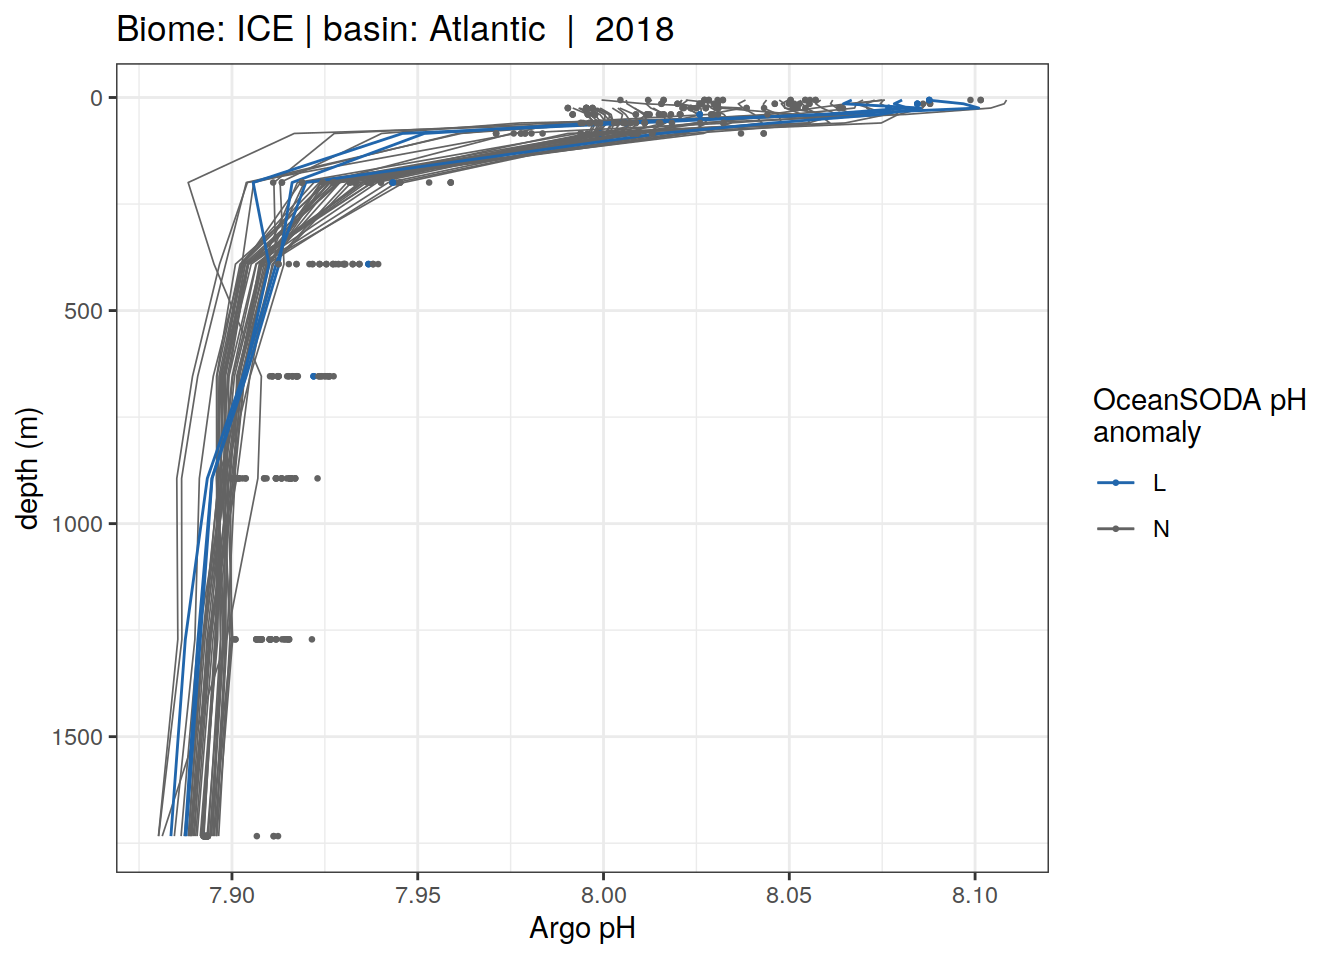 Biome: ICE | basin: Atlantic  |  2018
0
500
1000
1500
depth (m)
7.90
7.95
8.00
8.05
8.10
Argo pH
OceanSODA pH
anomaly
L
N